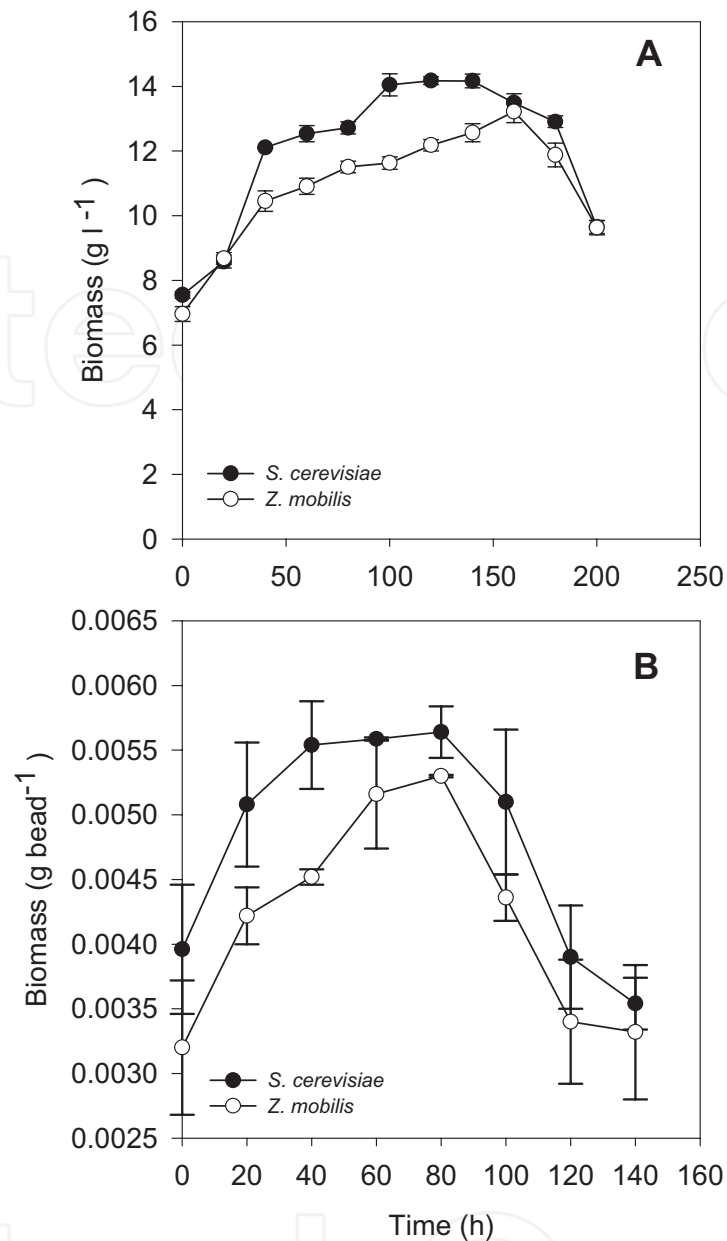 A
Biomass (g l⁻¹)
16
14
12
10
8
6
4
2
0
S. cerevisiae
Z. mobilis
0 50 100 150 200 250
B
Biomass (g bead⁻¹)
0.0065
0.0060
0.0055
0.0050
0.0045
0.0040
0.0035
0.0030
0.0025
S. cerevisiae
Z. mobilis
0 20 40 60 80 100 120 140 160
Time (h)